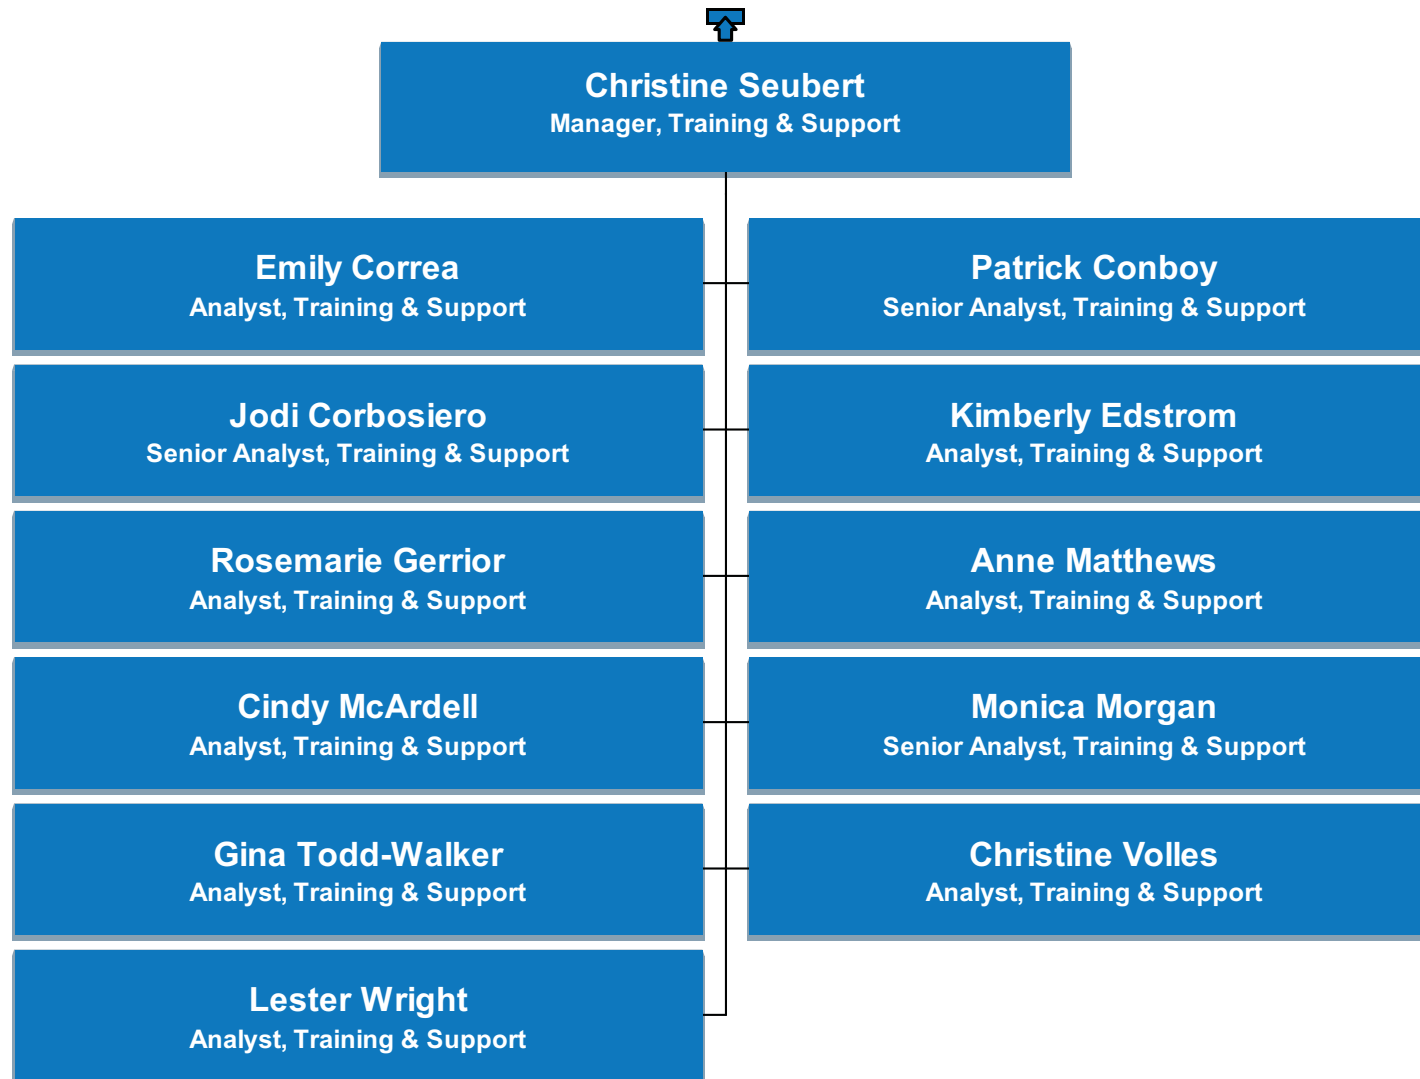 Christine Seubert
Manager, Training & Support
Emily Correa
Analyst, Training & Support
Patrick Conboy
Senior Analyst, Training & Support
Jodi Corbosiero
Senior Analyst, Training & Support
Kimberly Edstrom
Analyst, Training & Support
Rosemarie Gerrior
Analyst, Training & Support
Anne Matthews
Analyst, Training & Support
Cindy McArdell
Analyst, Training & Support
Monica Morgan
Senior Analyst, Training & Support
Gina Todd-Walker
Analyst, Training & Support
Christine Volles
Analyst, Training & Support
Lester Wright
Analyst, Training & Support